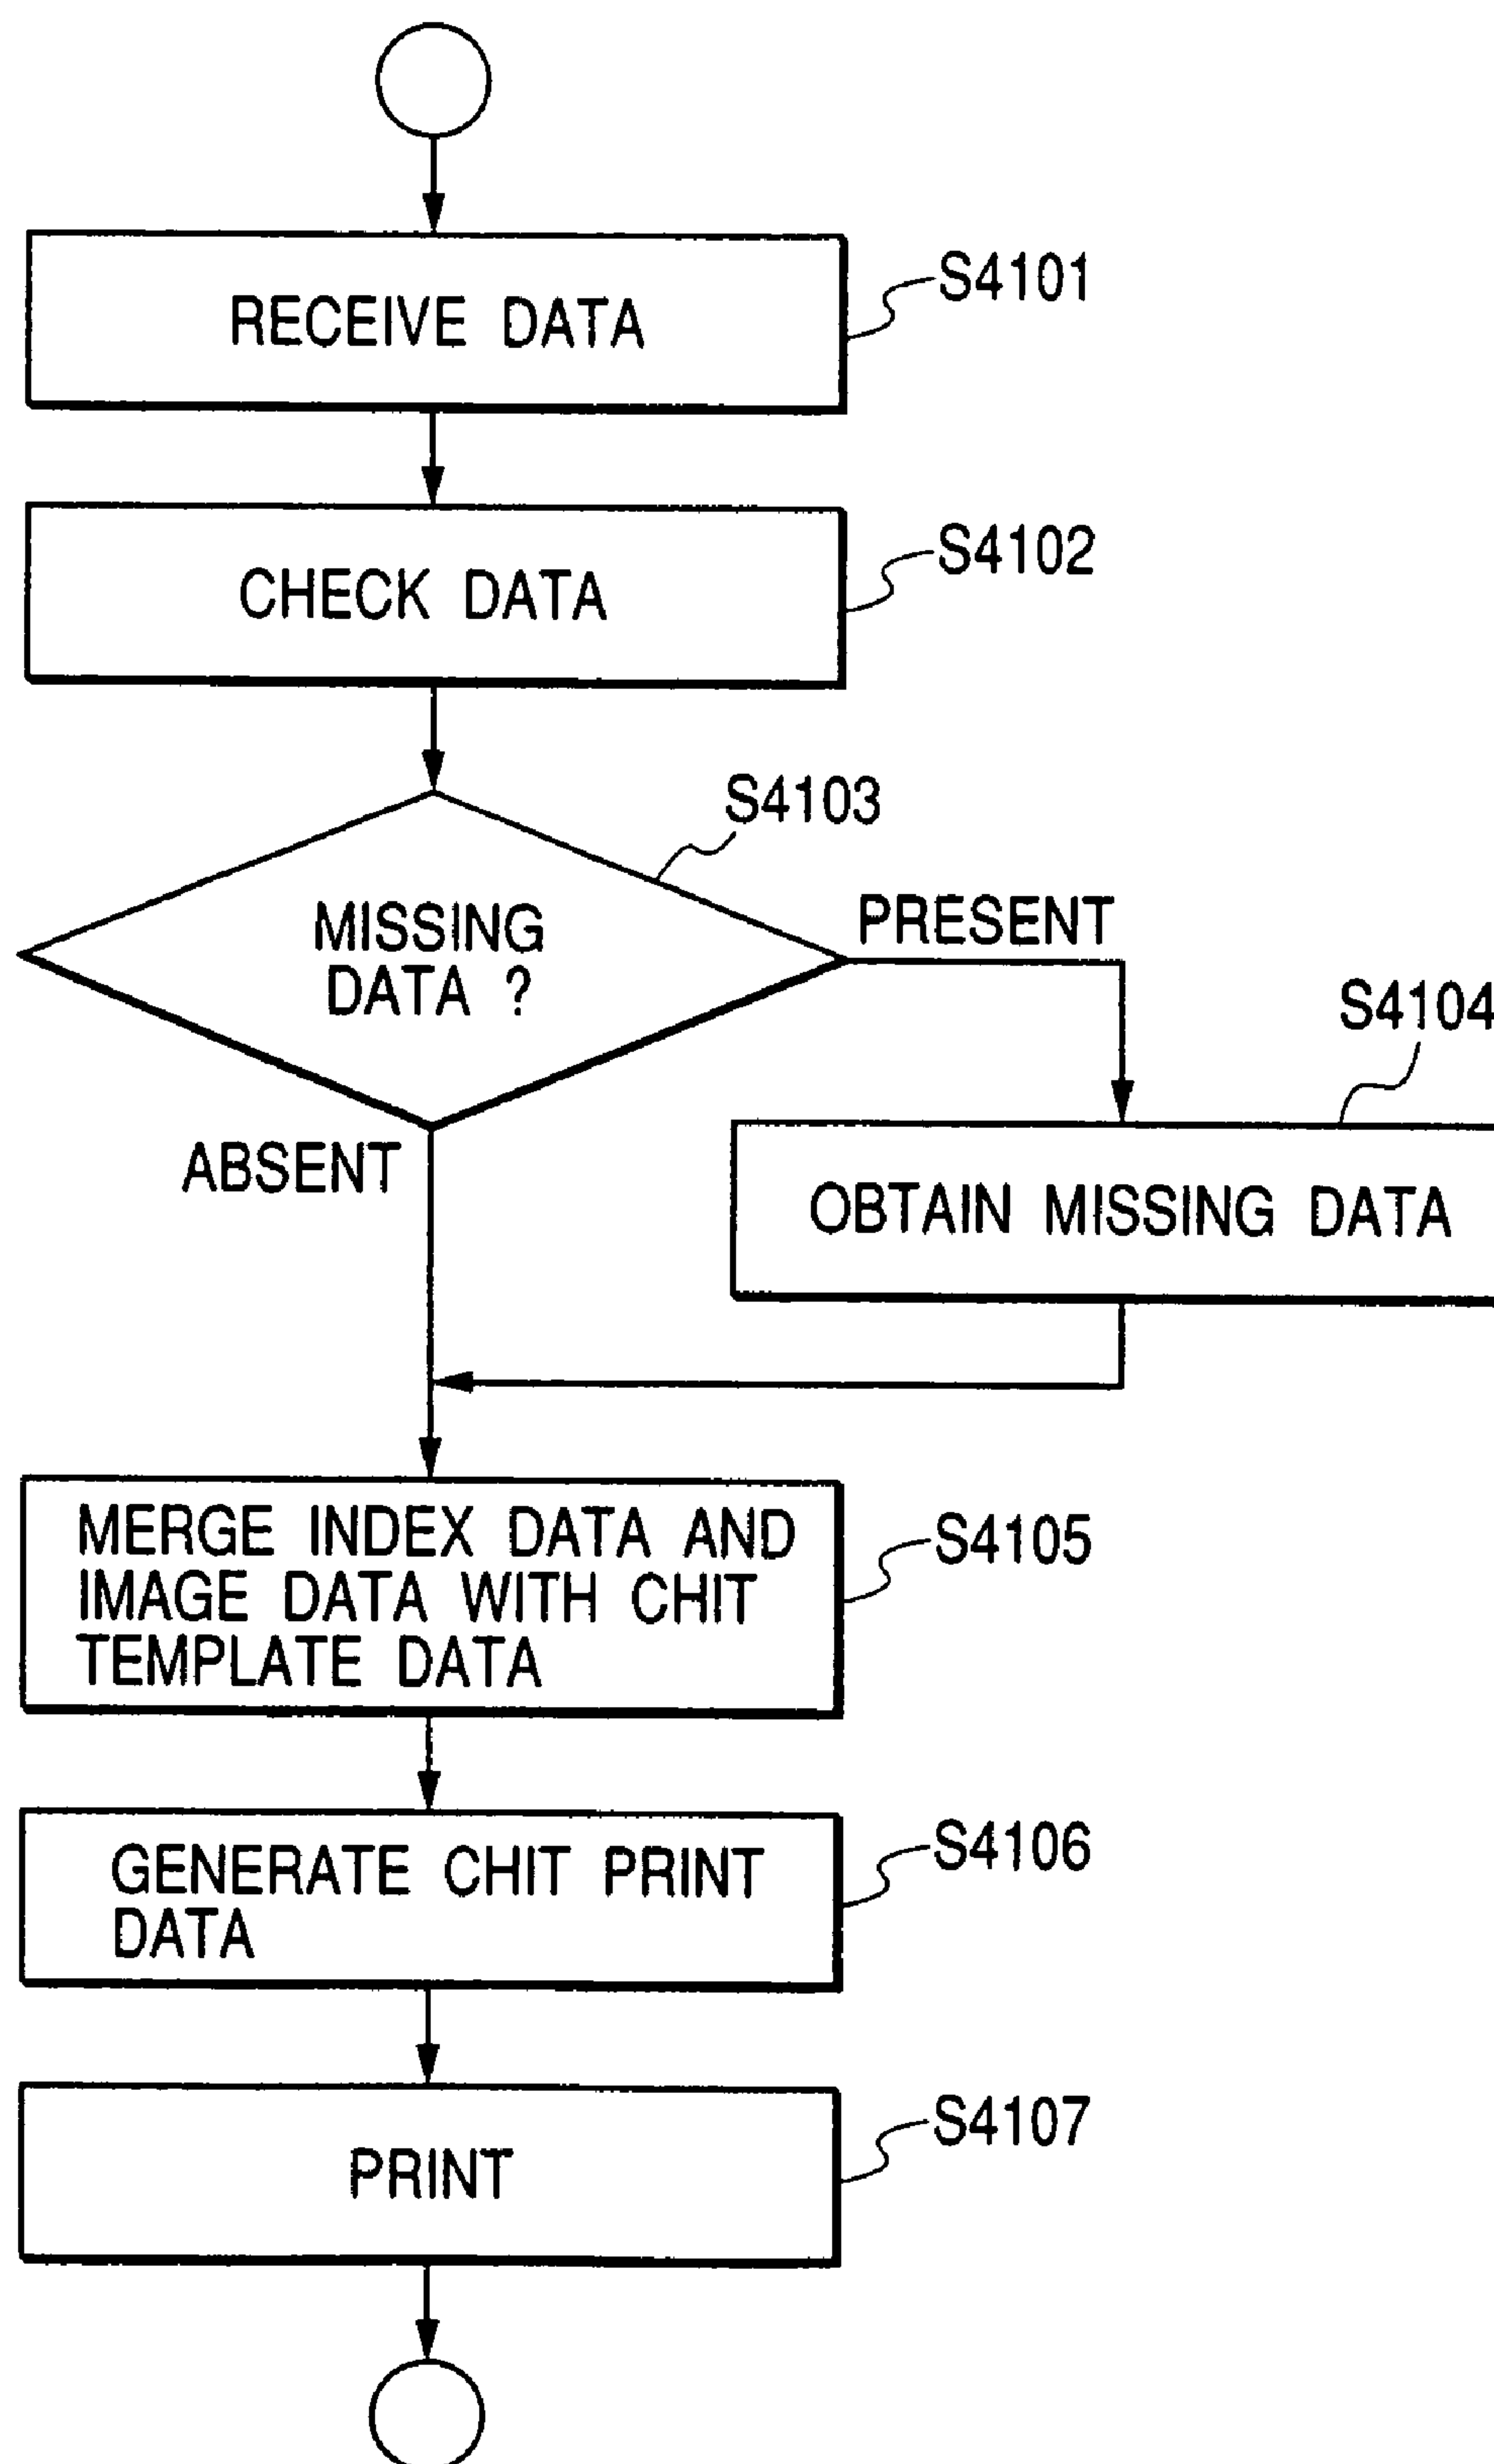 RECEIVE DATA
S4101
CHECK DATA
S4102
S4103
MISSING
DATA ?
PRESENT
S4104
ABSENT
OBTAIN MISSING DATA
MERGE INDEX DATA AND
IMAGE DATA WITH CHIT
TEMPLATE DATA
S4105
GENERATE CHIT PRINT
DATA
S4106
PRINT
S4107